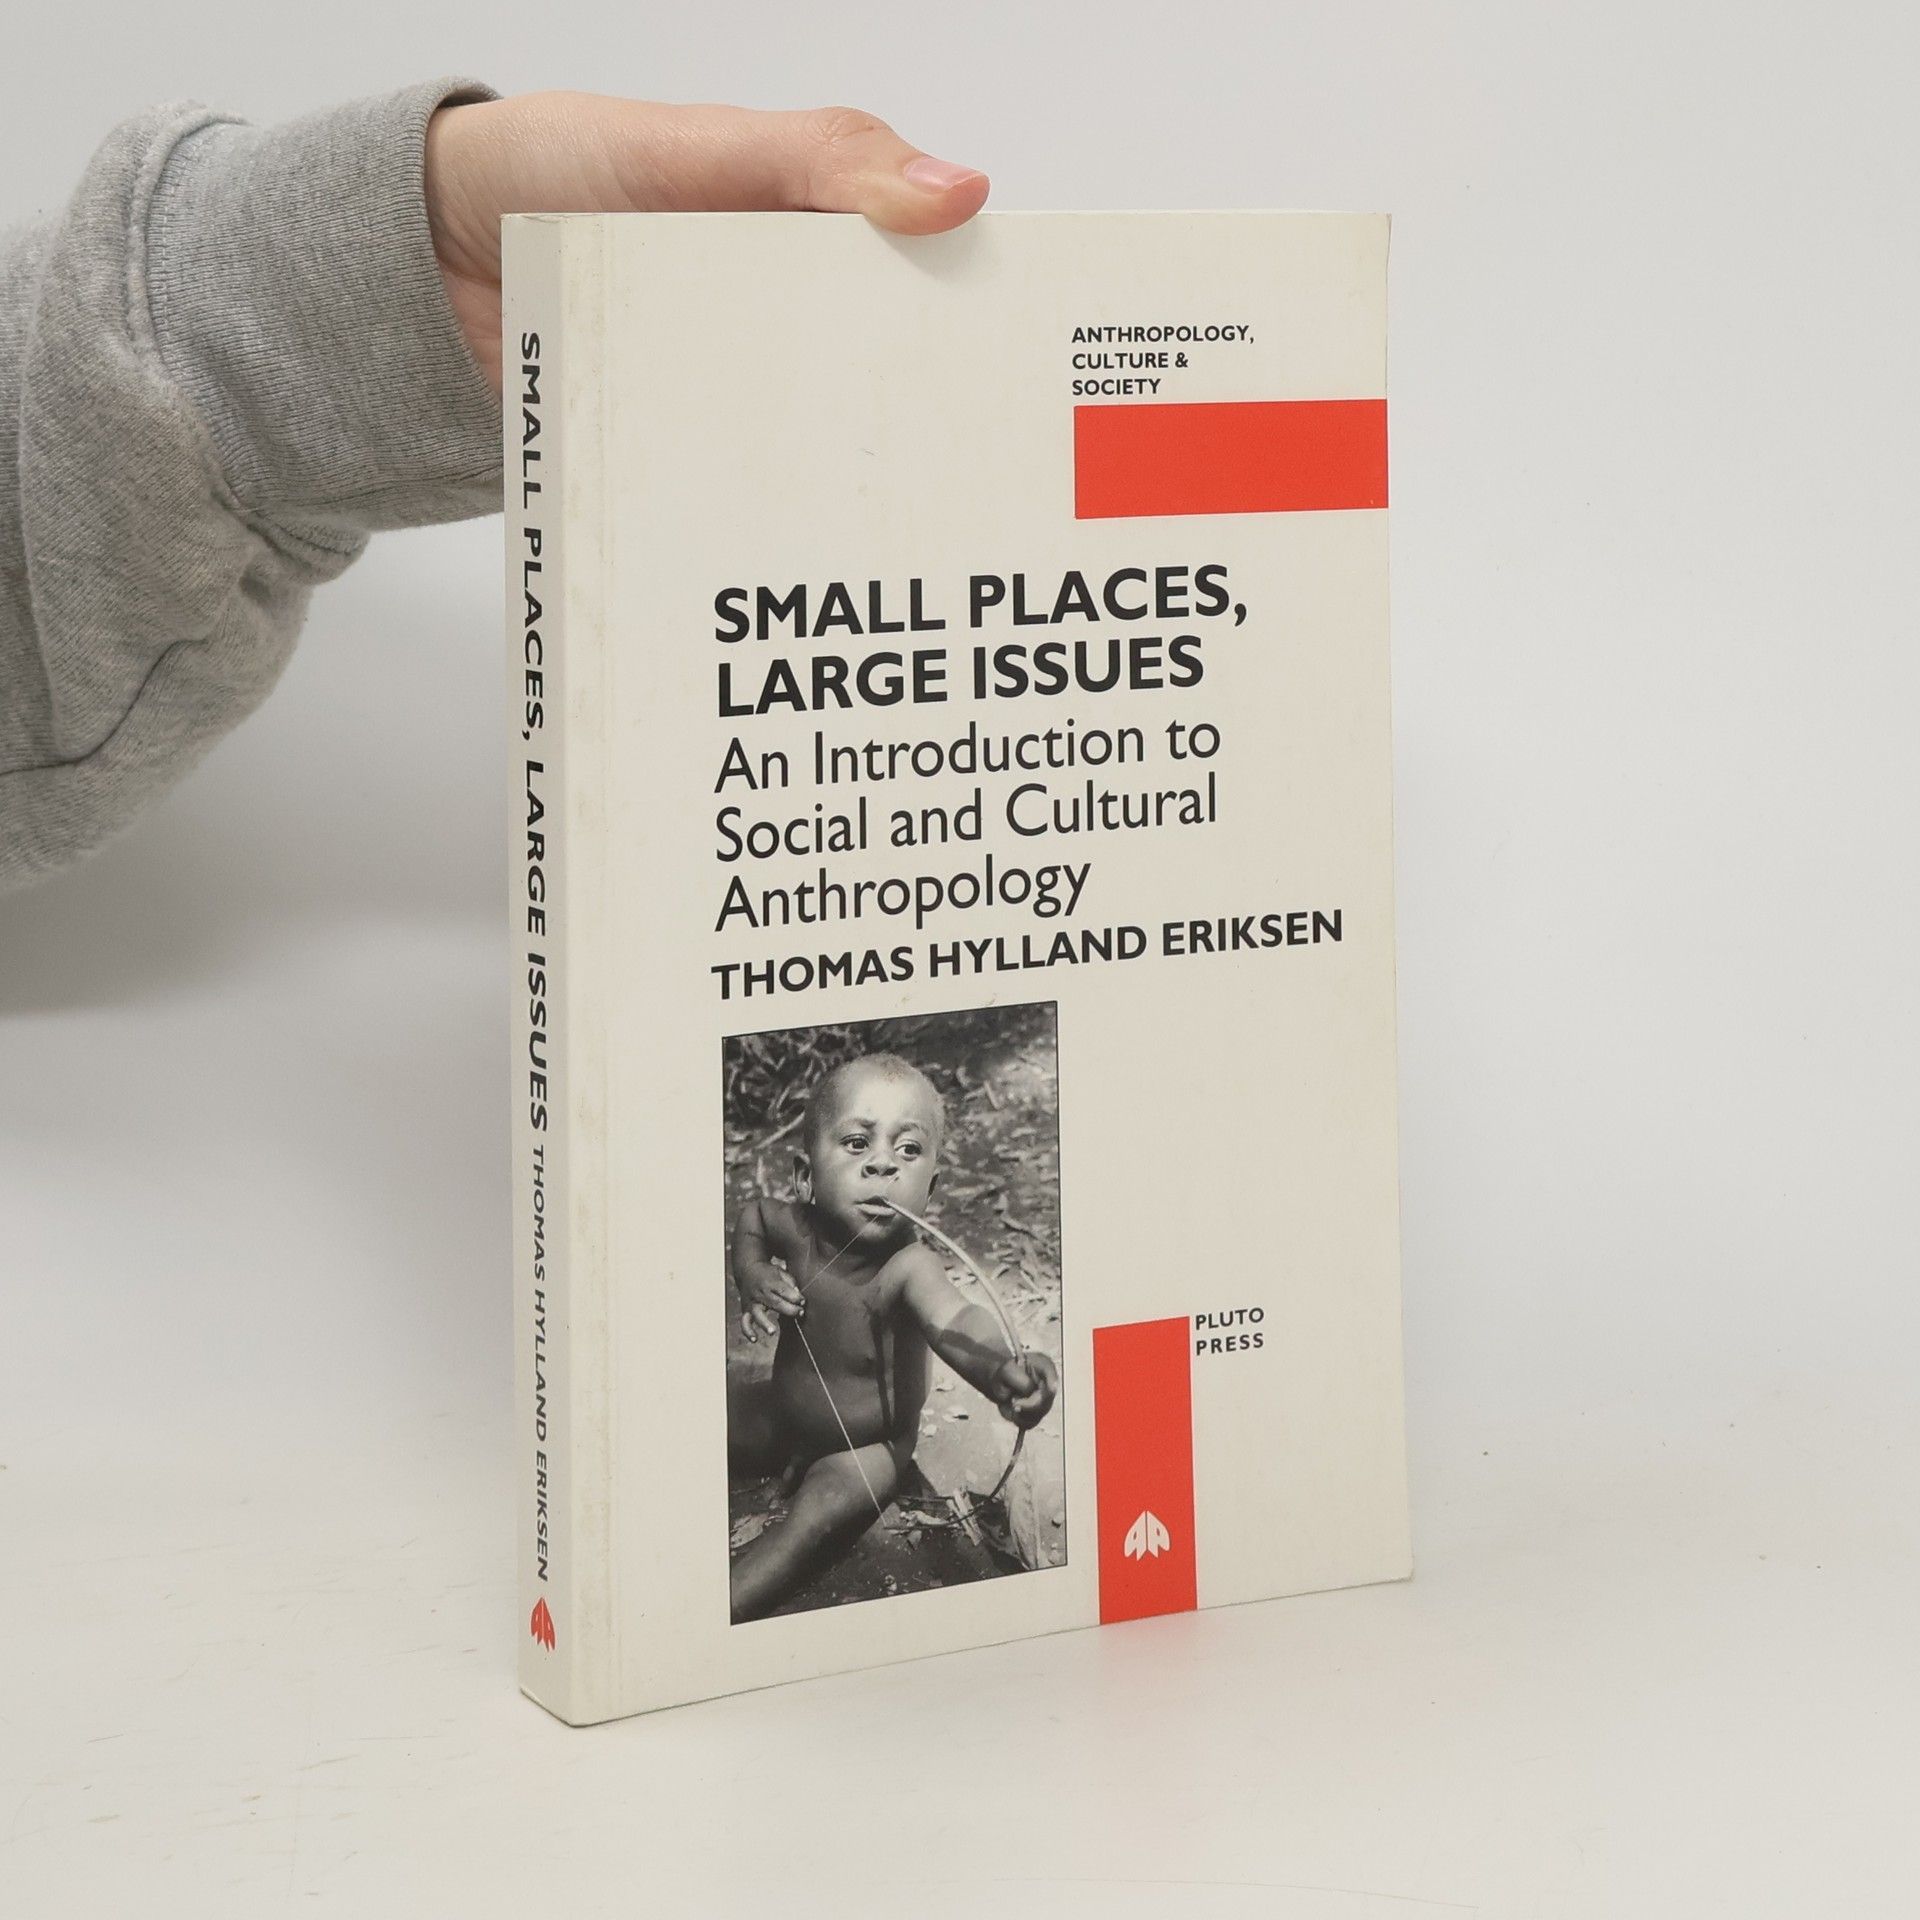 SMALL PLACES, LARGE ISSUES THOMAS HYLLAND ERIKSEN
ANTHROPOLOGY,
CULTURE &
SOCIETY
SMALL PLACES,
LARGE ISSUES
An Introduction to
Social and Cultural
Anthropology
THOMAS HYLLAND ERIKSEN
PLUTO
PRESS